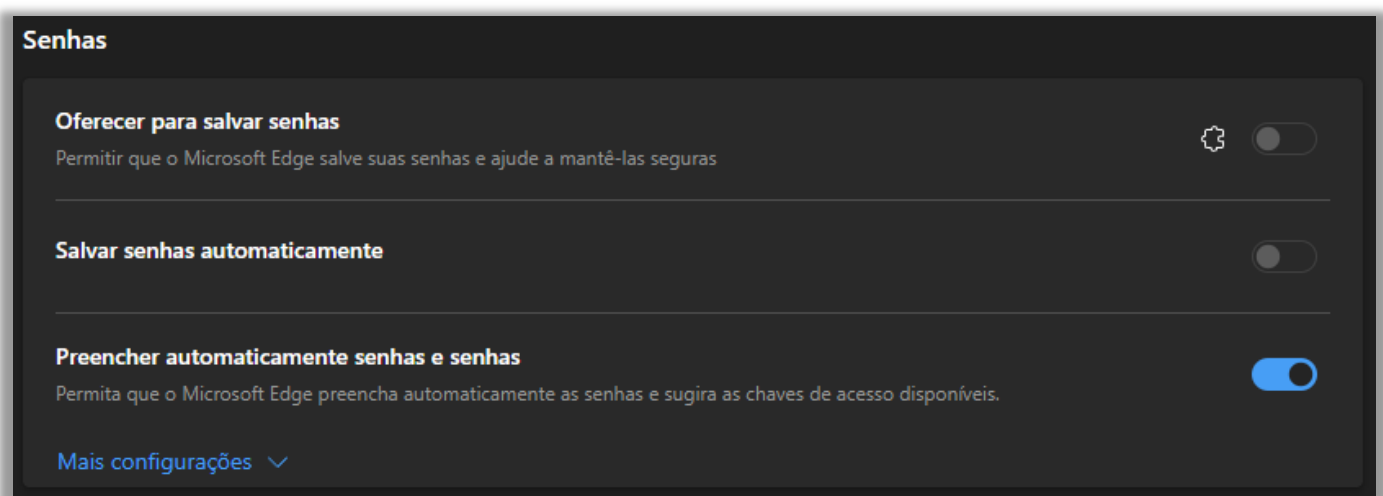 Senhas
Oferecer para salvar senhas
Permitir que o Microsoft Edge salve suas senhas e ajude a mantê-las seguras
Salvar senhas automaticamente
Preencher automaticamente senhas e senhas
Permita que o Microsoft Edge preencha automaticamente as senhas e sugira as chaves de acesso disponíveis.
Mais configurações